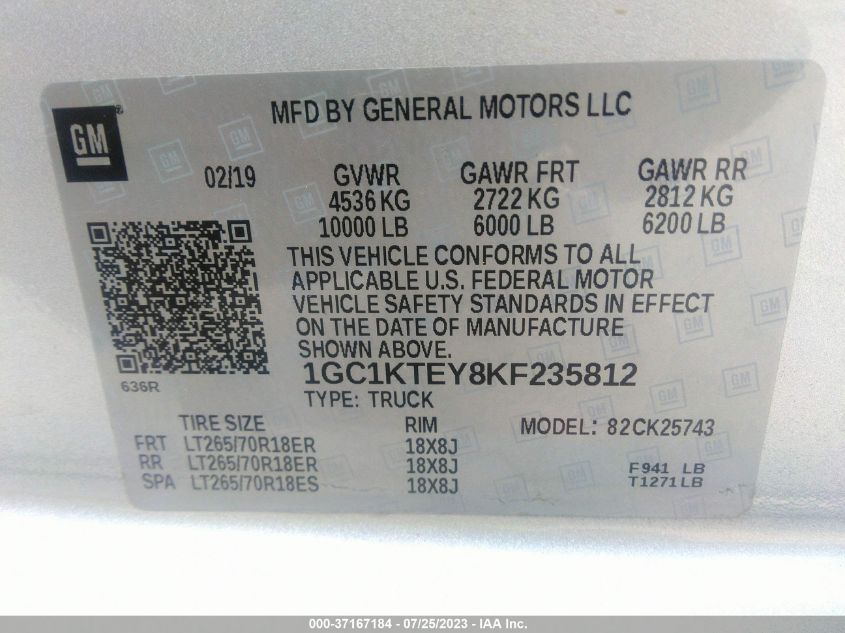 MFD BY GENERAL MOTORS LLC
GM®
02/19 GVWR GAWR FRT GAWR RR
4536 KG 2722 KG 2812 KG
10000 LB 6000 LB 6200 LB
THIS VEHICLE CONFORMS TO ALL
APPLICABLE U.S. FEDERAL MOTOR
VEHICLE SAFETY STANDARDS IN EFFECT
ON THE DATE OF MANUFACTURE
SHOWN ABOVE.
636R
1GC1KTEY8KF235812
TYPE: TRUCK
TIRE SIZE RIM MODEL: 82CK25743
FRT LT265/70R18ER 18X8J
RR LT265/70R18ER 18X8J F941 LB
SPA LT265/70R18ES 18X8J T1271LB
000-37167184 - 07/25/2023 - IAA Inc.